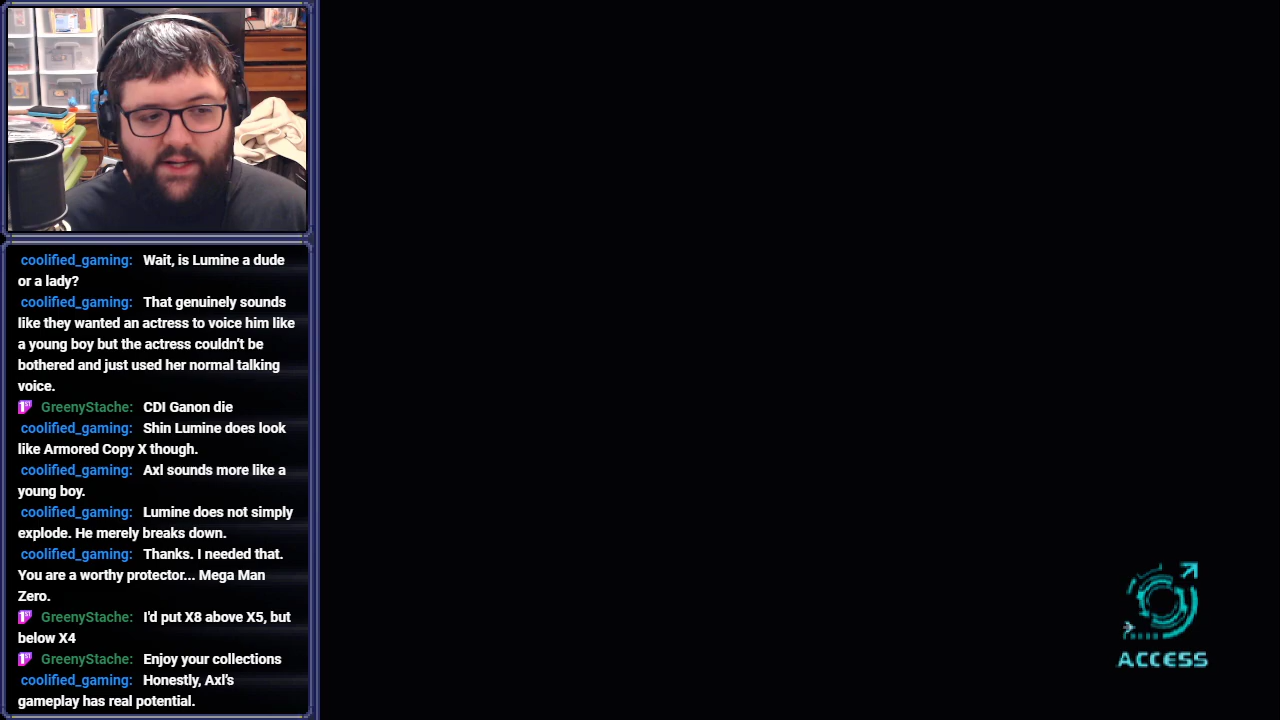 coolified_gaming: Wait, is Lumine a dude
or a lady?
coolified_gaming: That genuinely sounds
like they wanted an actress to voice him like
a young boy but the actress couldn't be
bothered and just used her normal talking
voice.
1ST GreenyStache: CDI Ganon die
coolified_gaming: Shin Lumine does look
like Armored Copy X though.
coolified_gaming: Axl sounds more like a
young boy.
coolified_gaming: Lumine does not simply
explode. He merely breaks down.
coolified_gaming: Thanks. I needed that.
You are a worthy protector... Mega Man
Zero.
1ST GreenyStache: I'd put X8 above X5, but
below X4
1ST GreenyStache: Enjoy your collections
coolified_gaming: Honestly, Axl's
gameplay has real potential.
ACCESS